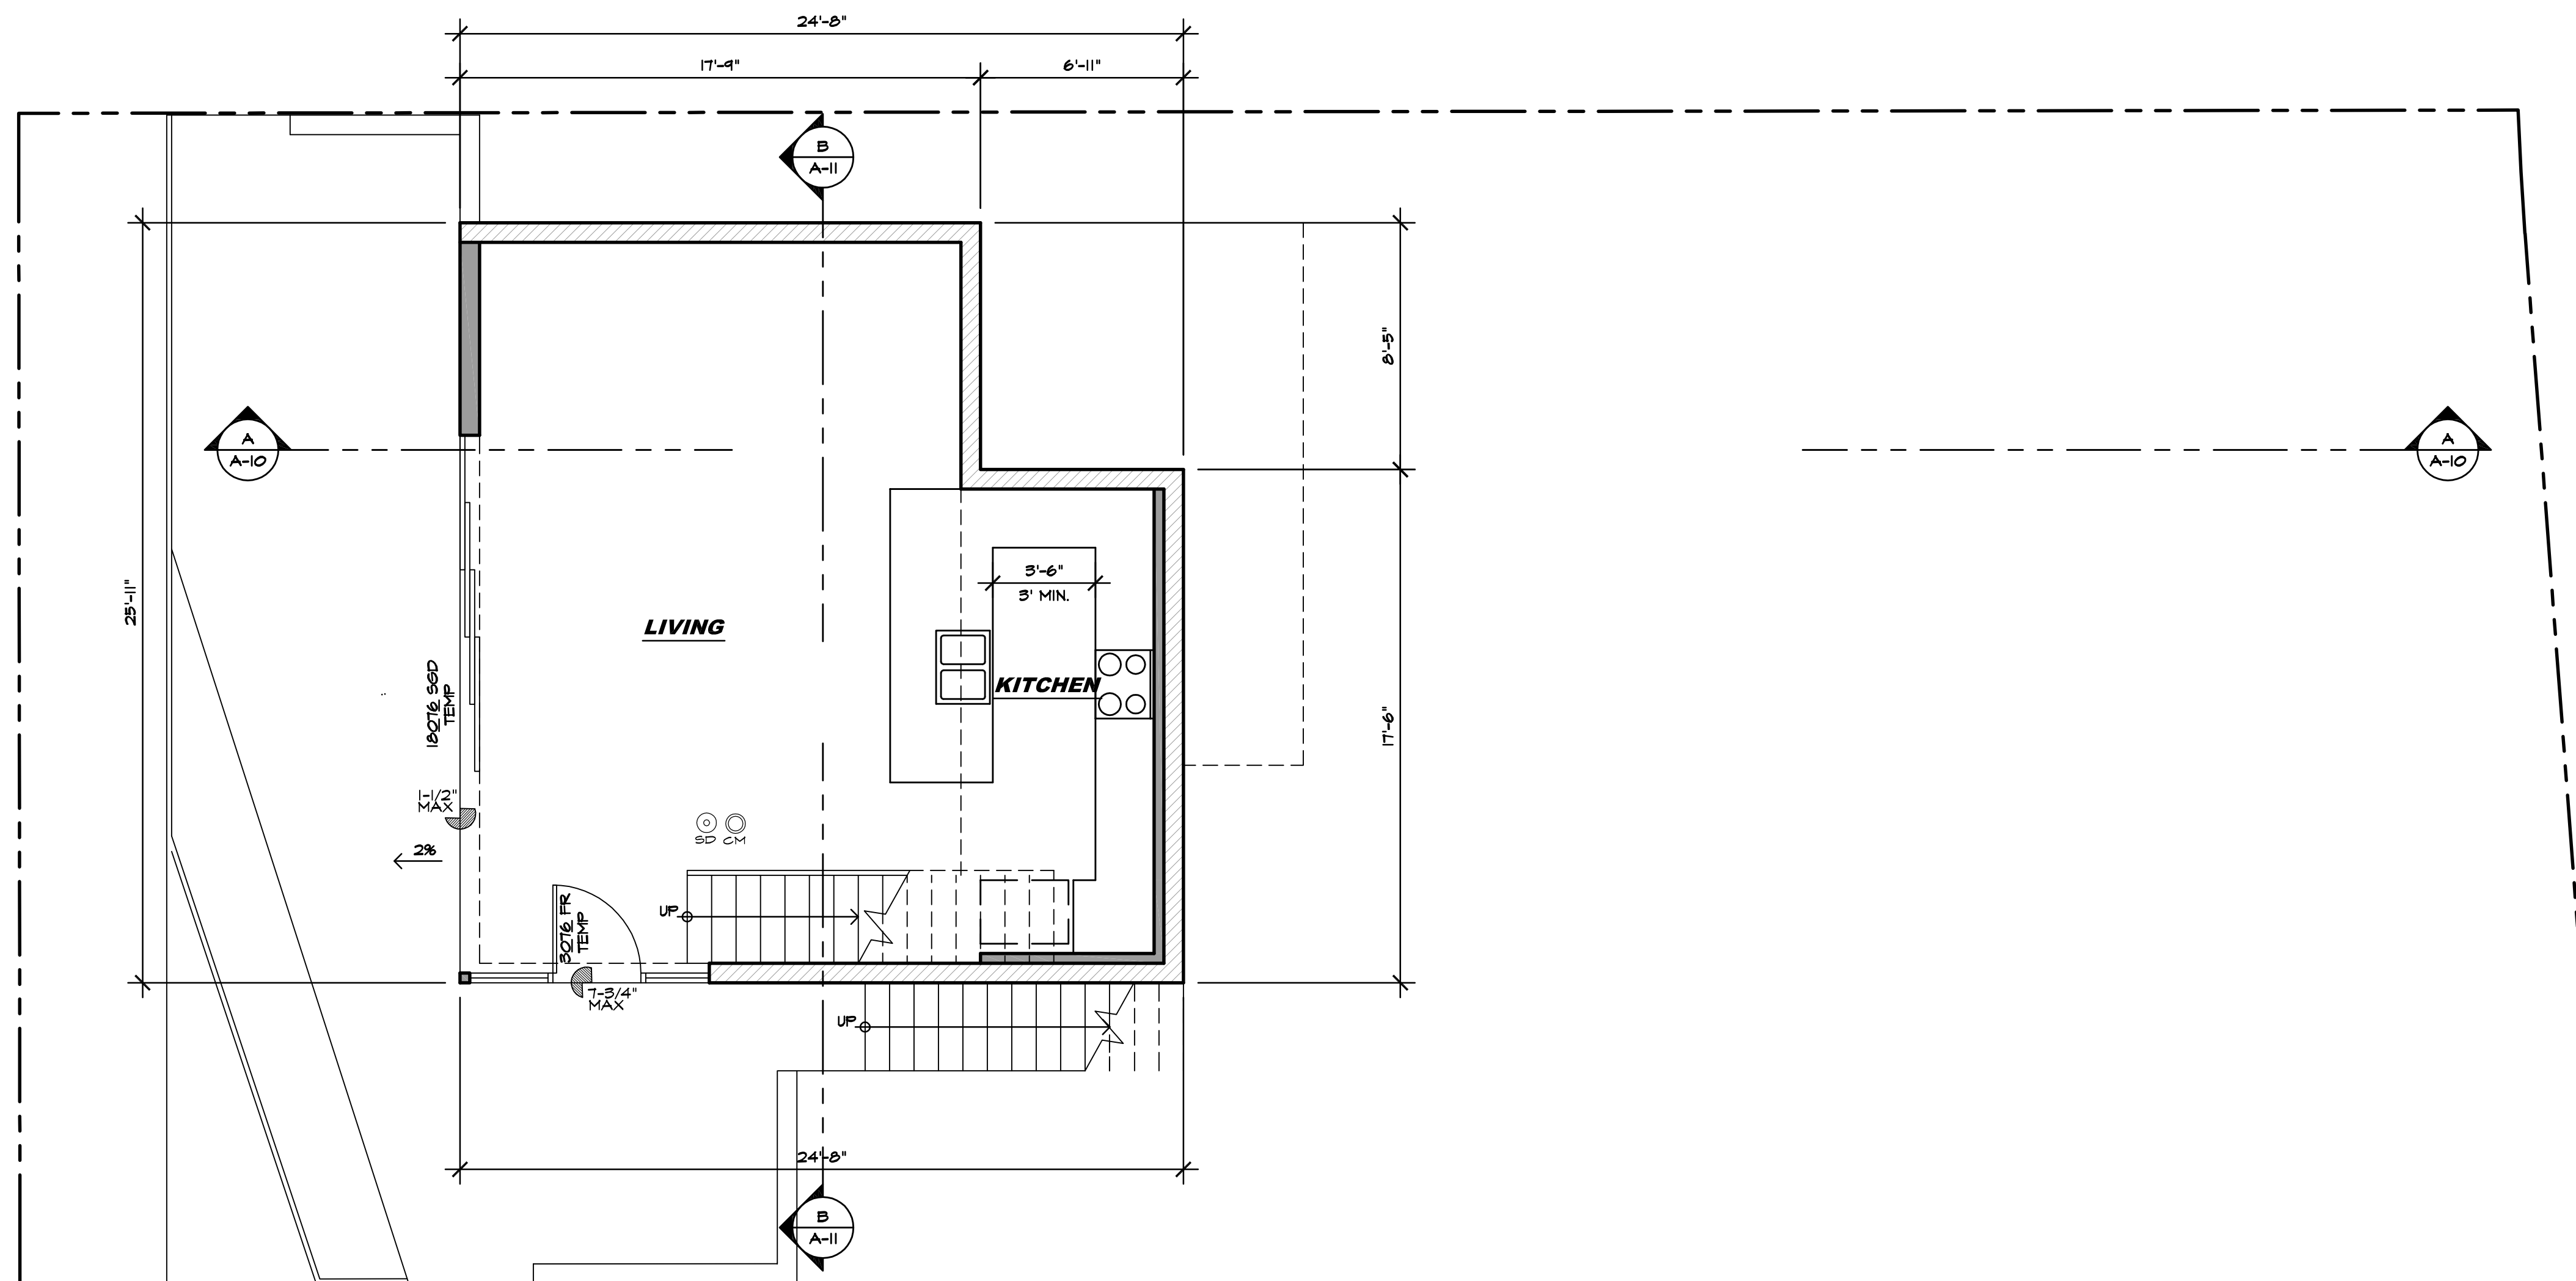 24'-8"
17'-9"
6'-11"
B
A-11
8'-5"
A
A-10
A
A-10
3'-6"
3' MIN.
25'-11"
LIVING
KITCHEN
18076 SGD
TEMP
17'-6"
1-1/2"
MAX
SD CM
2%
UP
3076 FR
TEMP
7-3/4"
MAX
UP
24'-8"
B
A-11